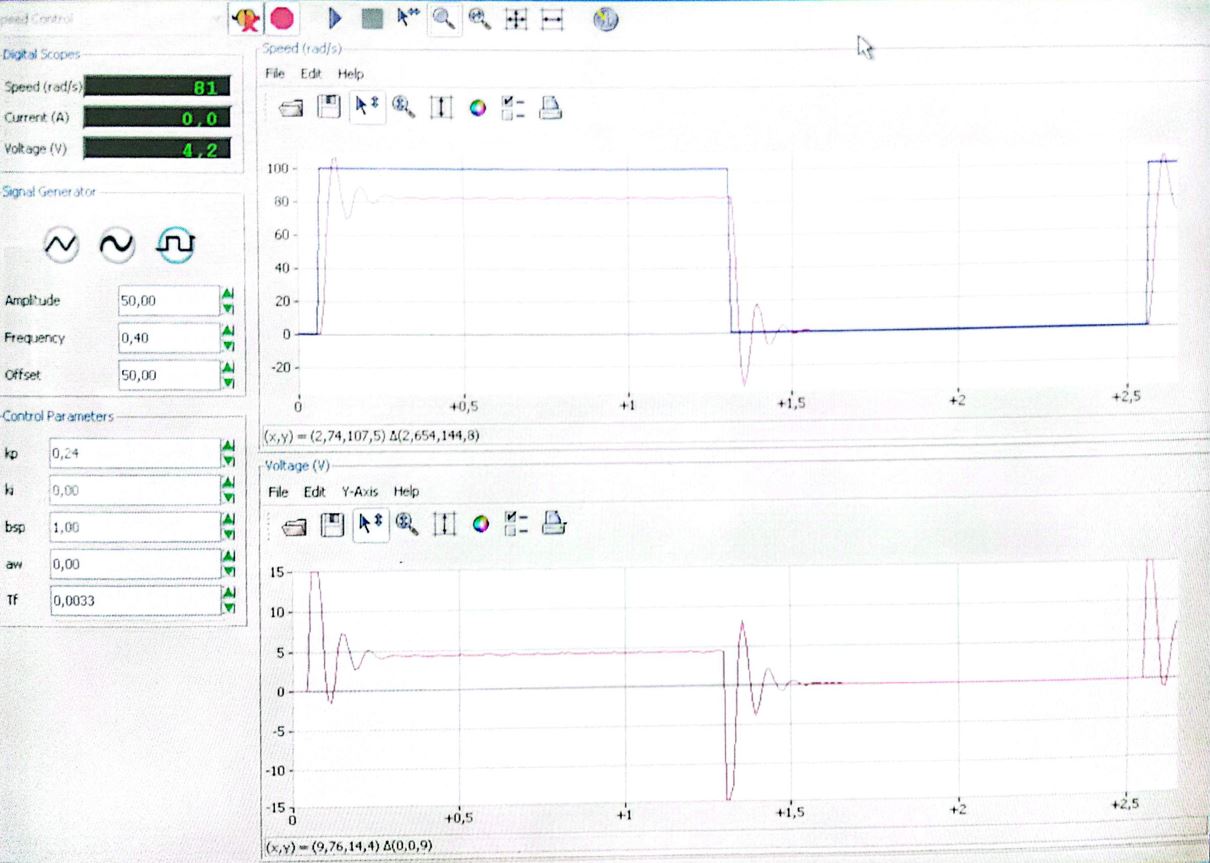 peed Control
Digital Scopes
Speed (rad/s) 81
Current (A) 0,0
Voltage (V) 4,2
Signal Generator
Amplitude 50,00
Frequency 0,40
Offset 50,00
Control Parameters
kp 0,24
ki 0,00
bsp 1,00
aw 0,00
Tf 0,0033
Speed (rad/s)
File Edit Help
100
80
60
40
20
0
-20
0 +0,5 +1 +1,5 +2 +2,5
(x,y) = (2,74,107,5) Δ(2,654,144,8)
Voltage (V)
File Edit Y-Axis Help
15
10
5
0
-5
-10
-15
0 +0,5 +1 +1,5 +2 +2,5
(x,y) = (9,76,14,4) Δ(0,0,9)